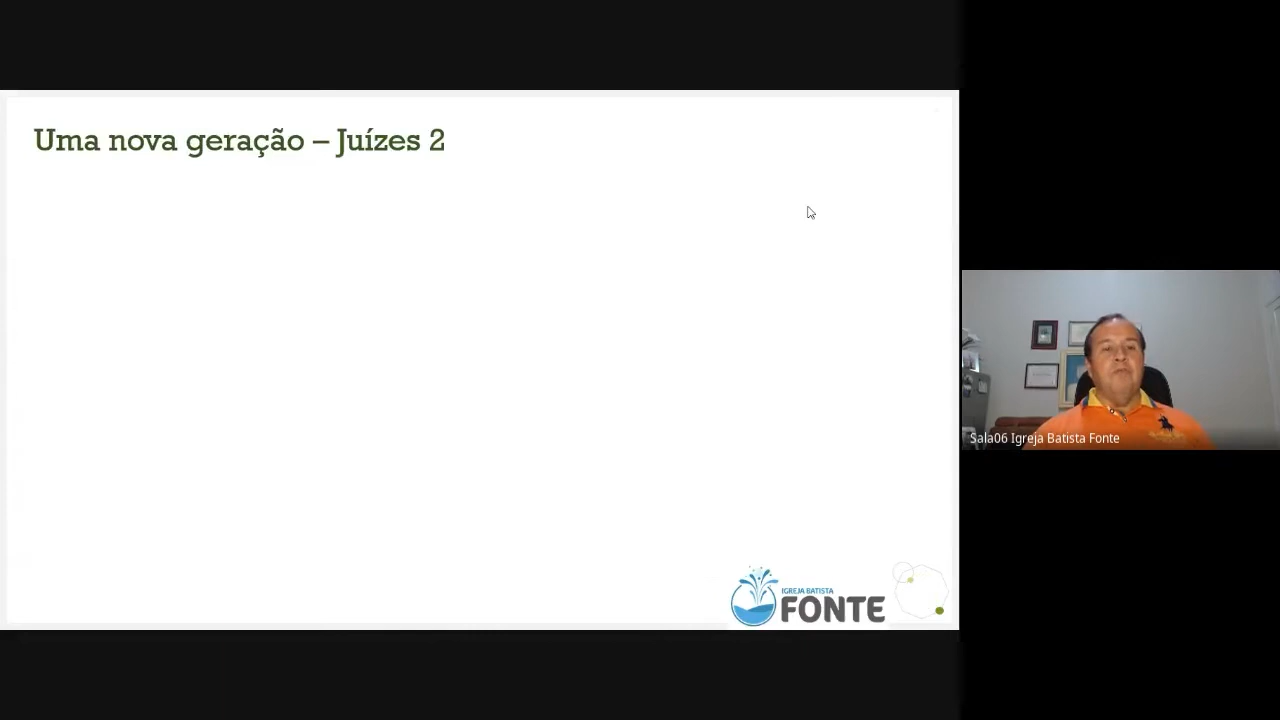 Uma nova geração – Juízes 2
IGREJA BATISTA
FONTE
Sala06 Igreja Batista Fonte